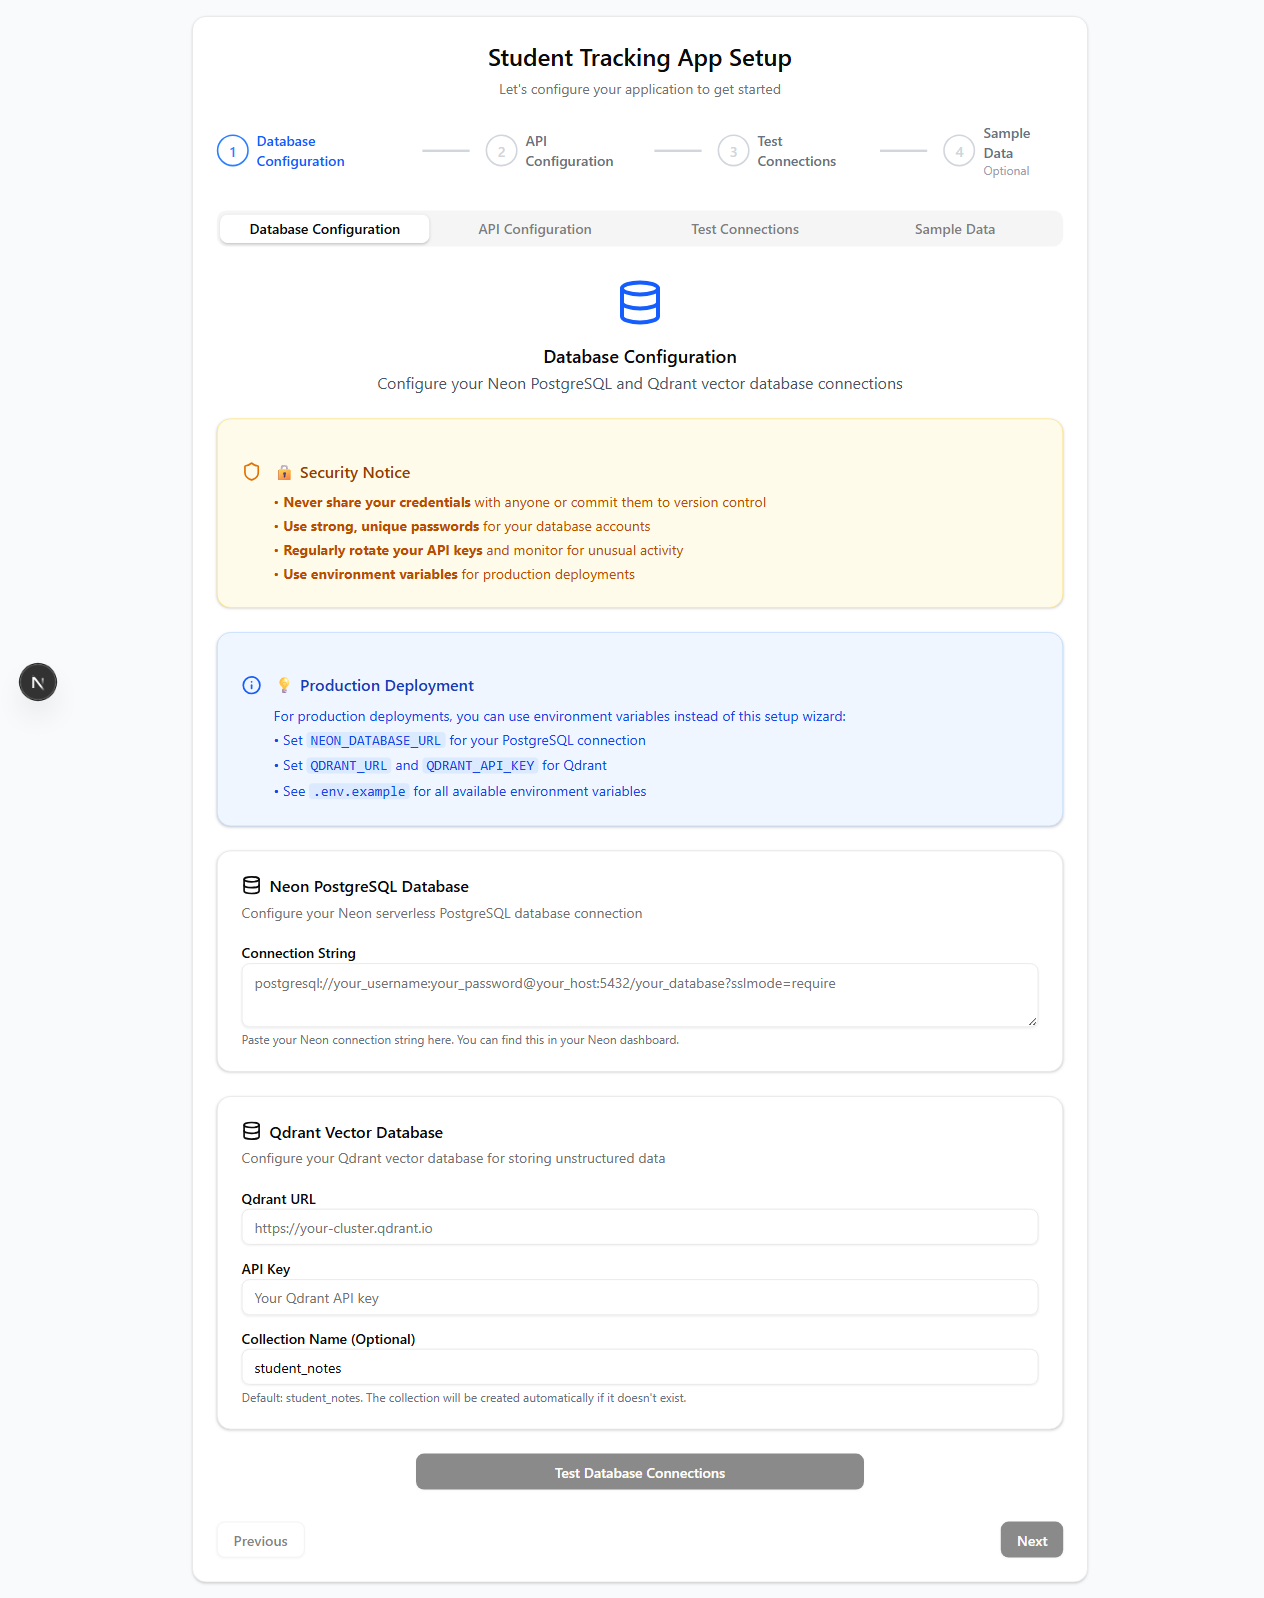 Student Tracking App Setup
Let's configure your application to get started
1
Database
Configuration
2
API
Configuration
3
Test
Connections
4
Sample
Data
Optional
Database Configuration
API Configuration
Test Connections
Sample Data
Database Configuration
Configure your Neon PostgreSQL and Qdrant vector database connections
🔒 Security Notice
• Never share your credentials with anyone or commit them to version control
• Use strong, unique passwords for your database accounts
• Regularly rotate your API keys and monitor for unusual activity
• Use environment variables for production deployments
N
💡 Production Deployment
For production deployments, you can use environment variables instead of this setup wizard:
• Set NEON_DATABASE_URL for your PostgreSQL connection
• Set QDRANT_URL and QDRANT_API_KEY for Qdrant
• See .env.example for all available environment variables
Neon PostgreSQL Database
Configure your Neon serverless PostgreSQL database connection
Connection String
postgresql://your_username:your_password@your_host:5432/your_database?sslmode=require
Paste your Neon connection string here. You can find this in your Neon dashboard.
Qdrant Vector Database
Configure your Qdrant vector database for storing unstructured data
Qdrant URL
https://your-cluster.qdrant.io
API Key
Your Qdrant API key
Collection Name (Optional)
student_notes
Default: student_notes. The collection will be created automatically if it doesn't exist.
Test Database Connections
Previous
Next